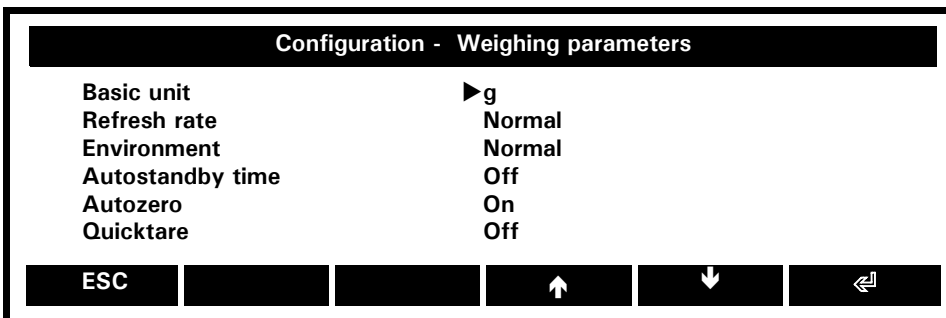 Configuration - Weighing parameters
Basic unit ▶g
Refresh rate Normal
Environment Normal
Autostandby time Off
Autozero On
Quicktare Off
ESC ↑ ↓ ↵